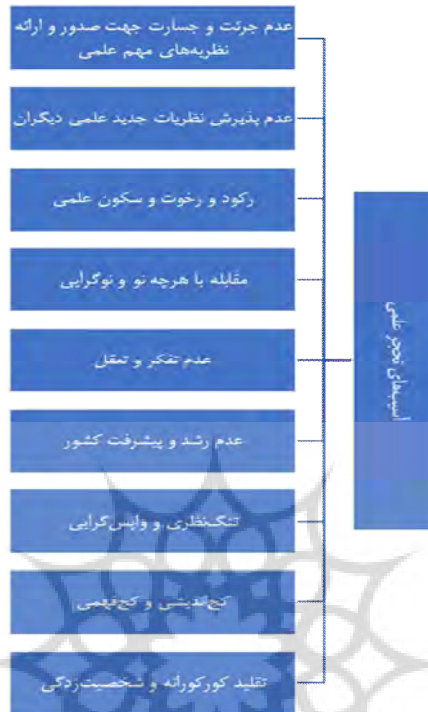 آسیب‌های تحجر علمی
عدم جرئت و جسارت جهت صدور و ارائه
نظریه‌های مهم علمی
عدم پذیرش نظریات جدید علمی دیگران
رکود و رخوت و سکون علمی
مقابله با هرچه نو و نوگرایی
عدم تفکر و تعقل
عدم رشد و پیشرفت کشور
تنگ‌نظری و واپس‌گرایی
کج‌اندیشی و کج‌فهمی
تقلید کورکورانه و شخصیت‌زدگی